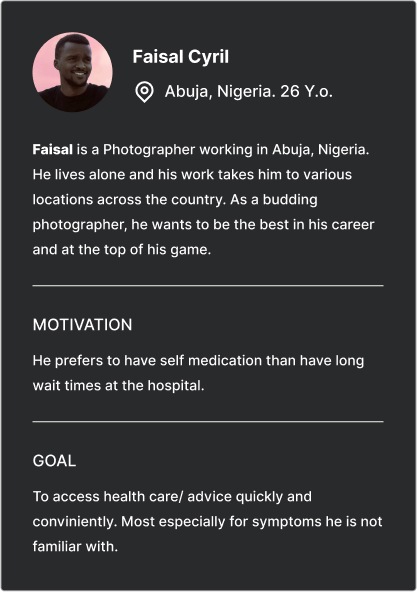 Faisal Cyril
Abuja, Nigeria. 26 Y.o.
Faisal is a Photographer working in Abuja, Nigeria.
He lives alone and his work takes him to various
locations across the country. As a budding
photographer, he wants to be the best in his career
and at the top of his game.
MOTIVATION
He prefers to have self medication than have long
wait times at the hospital.
GOAL
To access health care/ advice quickly and
conviniently. Most especially for symptoms he is not
familiar with.